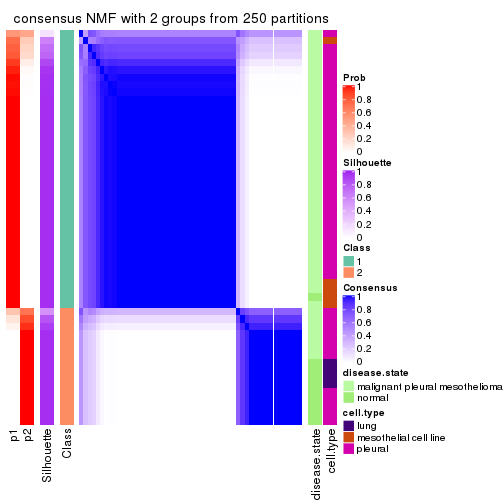 consensus NMF with 2 groups from 250 partitions
Prob
1
0.8
0.6
0.4
0.2
0
Silhouette
1
0.8
0.6
0.4
0.2
0
Class
1
2
Consensus
1
0.8
0.6
0.4
0.2
0
disease.state
malignant pleural mesothelioma
normal
cell.type
lung
mesothelial cell line
pleural
p1
p2
Silhouette
Class
disease.state
cell.type